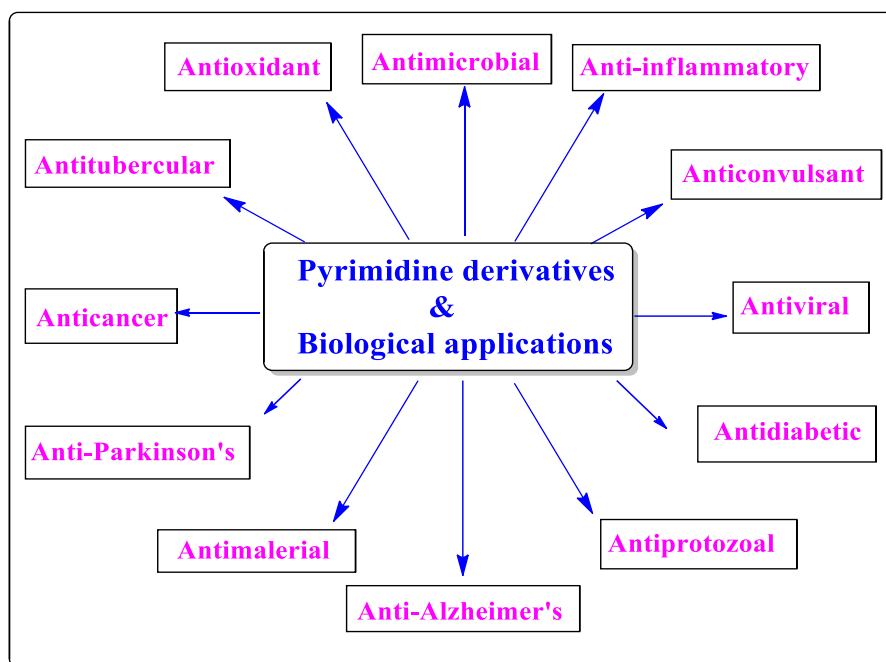 Antioxidant
Antimicrobial
Anti-inflammatory
Antitubercular
Anticonvulsant
Pyrimidine derivatives
&
Biological applications
Anticancer
Antiviral
Anti-Parkinson's
Antidiabetic
Antimalerial
Antiprotozoal
Anti-Alzheimer's